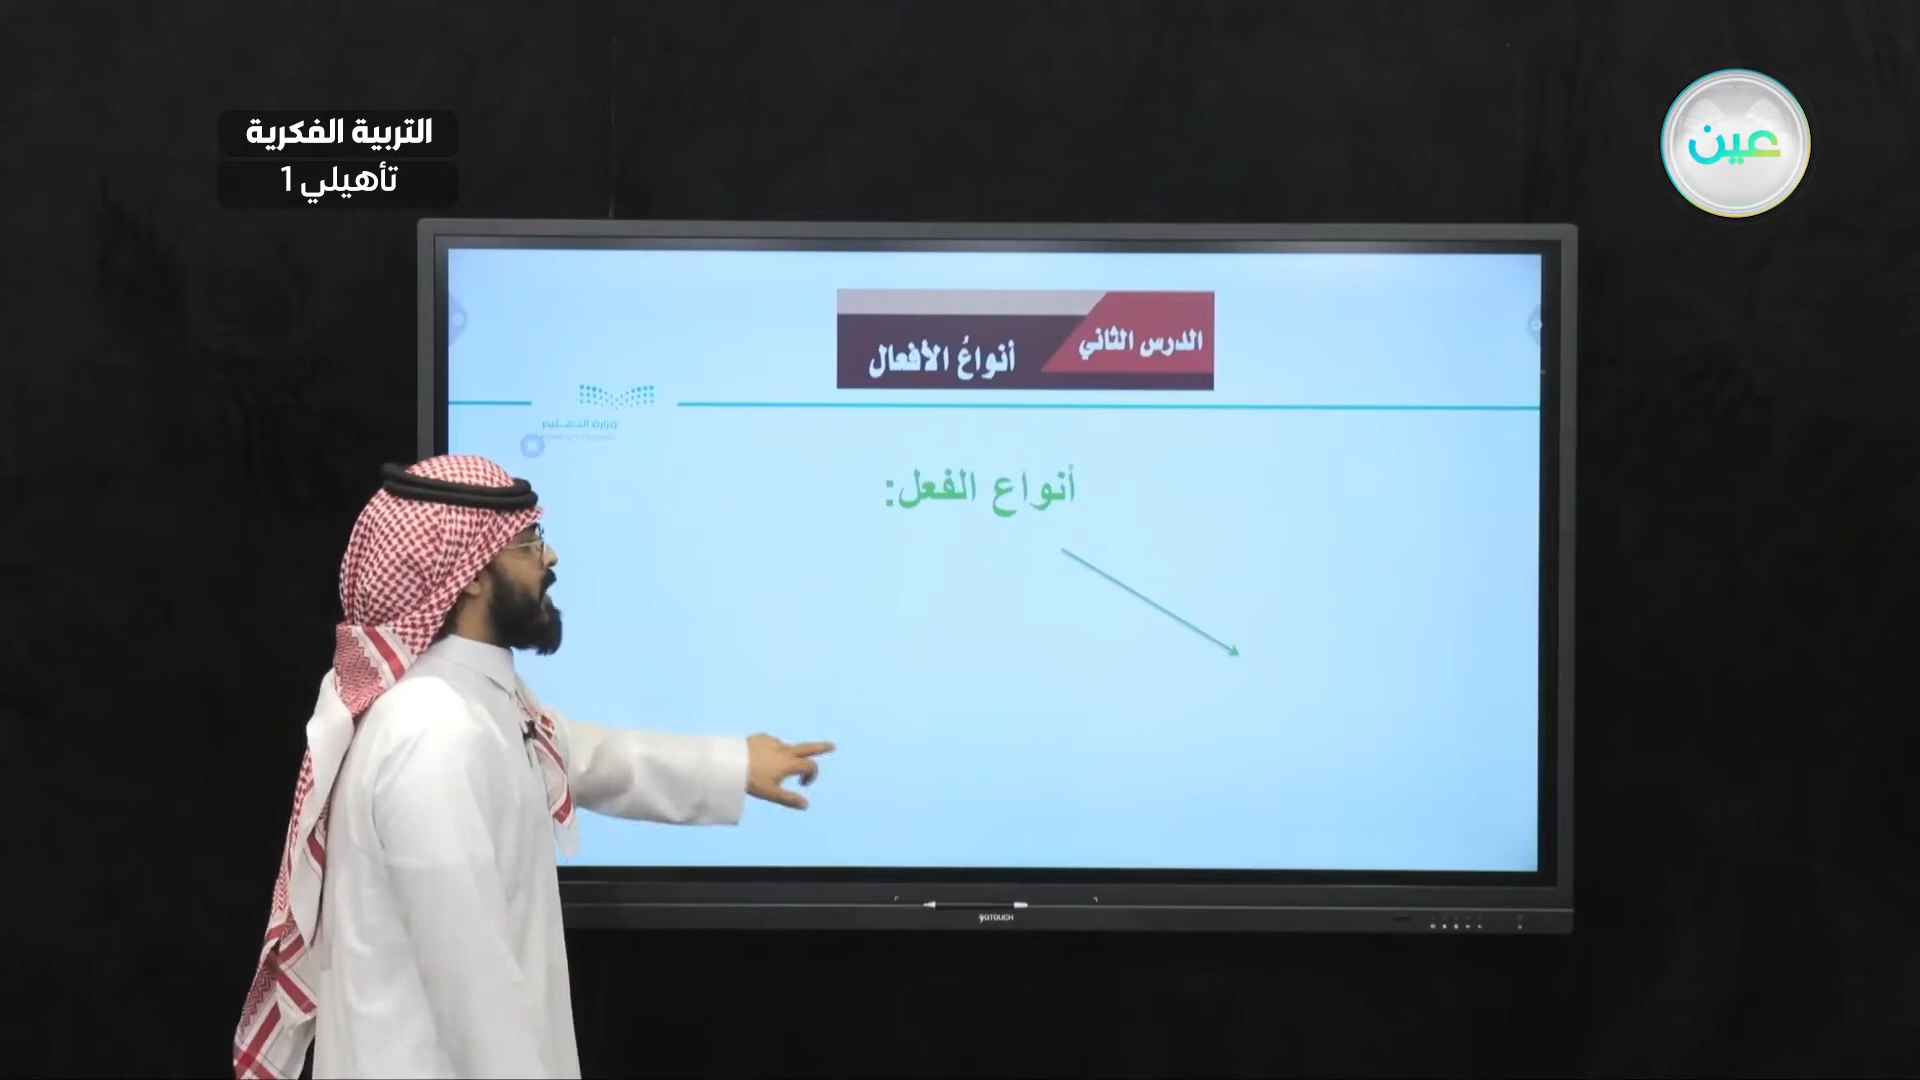 التربية الفكرية
تأهيلي 1
عين
الدرس الثاني
أنواعُ الأفعال
وزارة التعليم
أنواع الفعل: